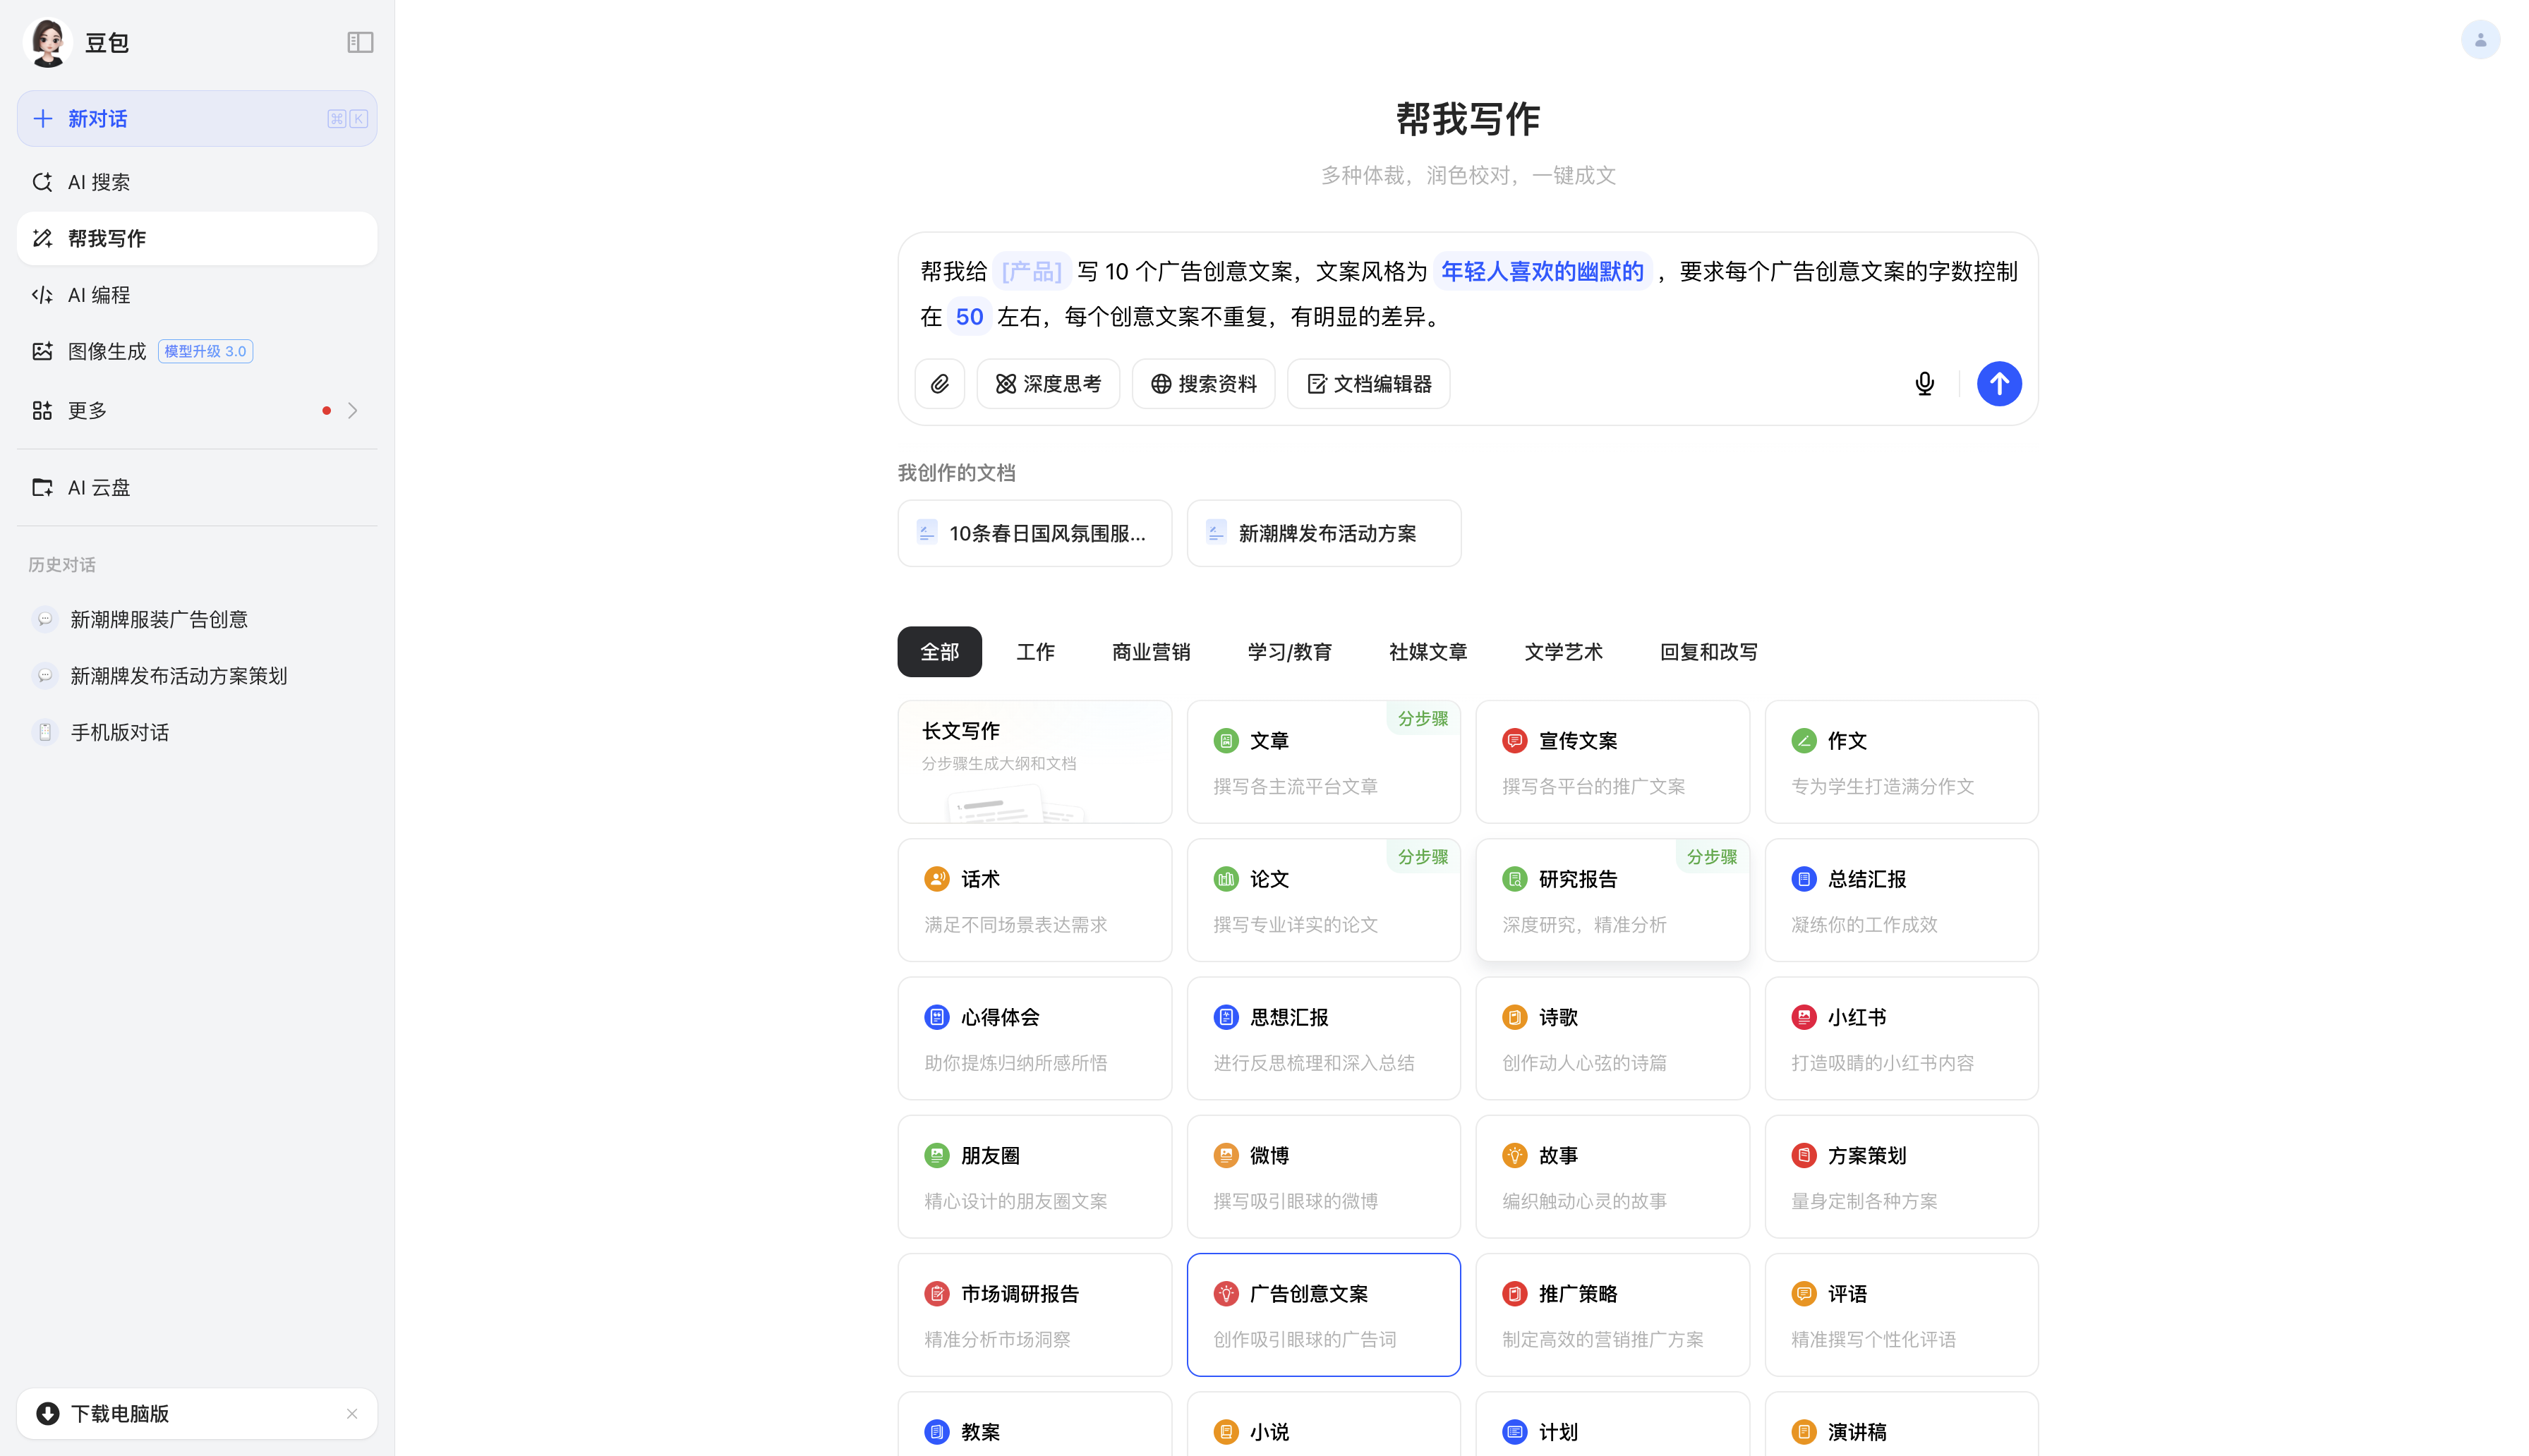 豆包
新对话
⌘ K
AI 搜索
帮我写作
AI 编程
图像生成 模型升级 3.0
更多
AI 云盘
历史对话
新潮牌服装广告创意
新潮牌发布活动方案策划
手机版对话
下载电脑版
帮我写作
多种体裁，润色校对，一键成文
帮我给 [产品] 写 10 个广告创意文案，文案风格为 年轻人喜欢的幽默的 ，要求每个广告创意文案的字数控制
在 50 左右，每个创意文案不重复，有明显的差异。
深度思考 搜索资料 文档编辑器
我创作的文档
10条春日国风氛围服... 新潮牌发布活动方案
全部 工作 商业营销 学习/教育 社媒文章 文学艺术 回复和改写
长文写作
分步骤生成大纲和文档
分步骤
文章
撰写各主流平台文章
宣传文案
撰写各平台的推广文案
作文
专为学生打造满分作文
话术
满足不同场景表达需求
分步骤
论文
撰写专业详实的论文
分步骤
研究报告
深度研究，精准分析
总结汇报
凝练你的工作成效
心得体会
助你提炼归纳所感所悟
思想汇报
进行反思梳理和深入总结
诗歌
创作动人心弦的诗篇
小红书
打造吸睛的小红书内容
朋友圈
精心设计的朋友圈文案
微博
撰写吸引眼球的微博
故事
编织触动心灵的故事
方案策划
量身定制各种方案
市场调研报告
精准分析市场洞察
广告创意文案
创作吸引眼球的广告词
推广策略
制定高效的营销推广方案
评语
精准撰写个性化评语
教案
小说
计划
演讲稿